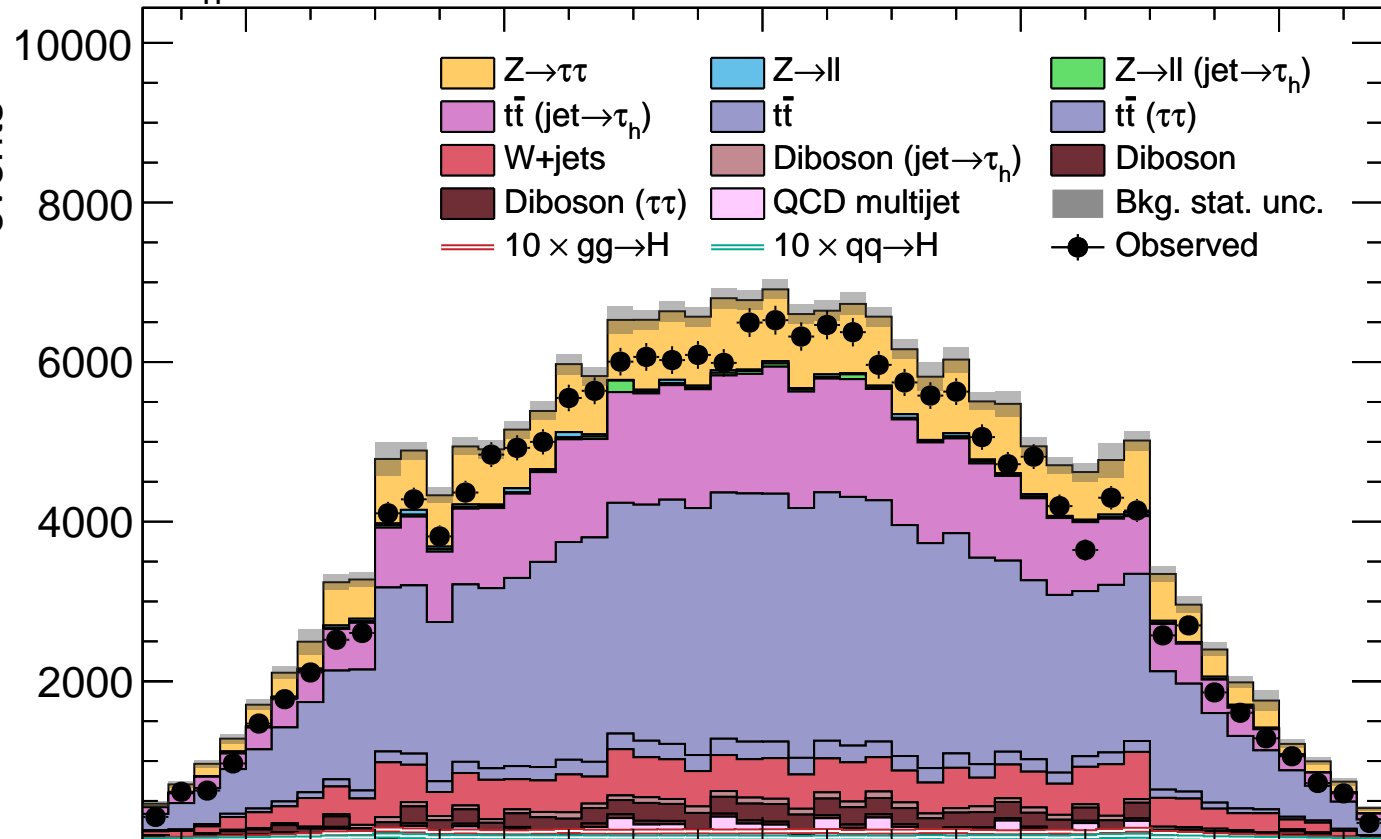 10000
8000
6000
4000
2000
Z→ττ Z→ll Z→ll (jet→τh)
tt̄ (jet→τh) tt̄ tt̄ (ττ)
W+jets Diboson (jet→τh) Diboson
Diboson (ττ) QCD multijet Bkg. stat. unc.
10 × gg→H 10 × qq→H Observed